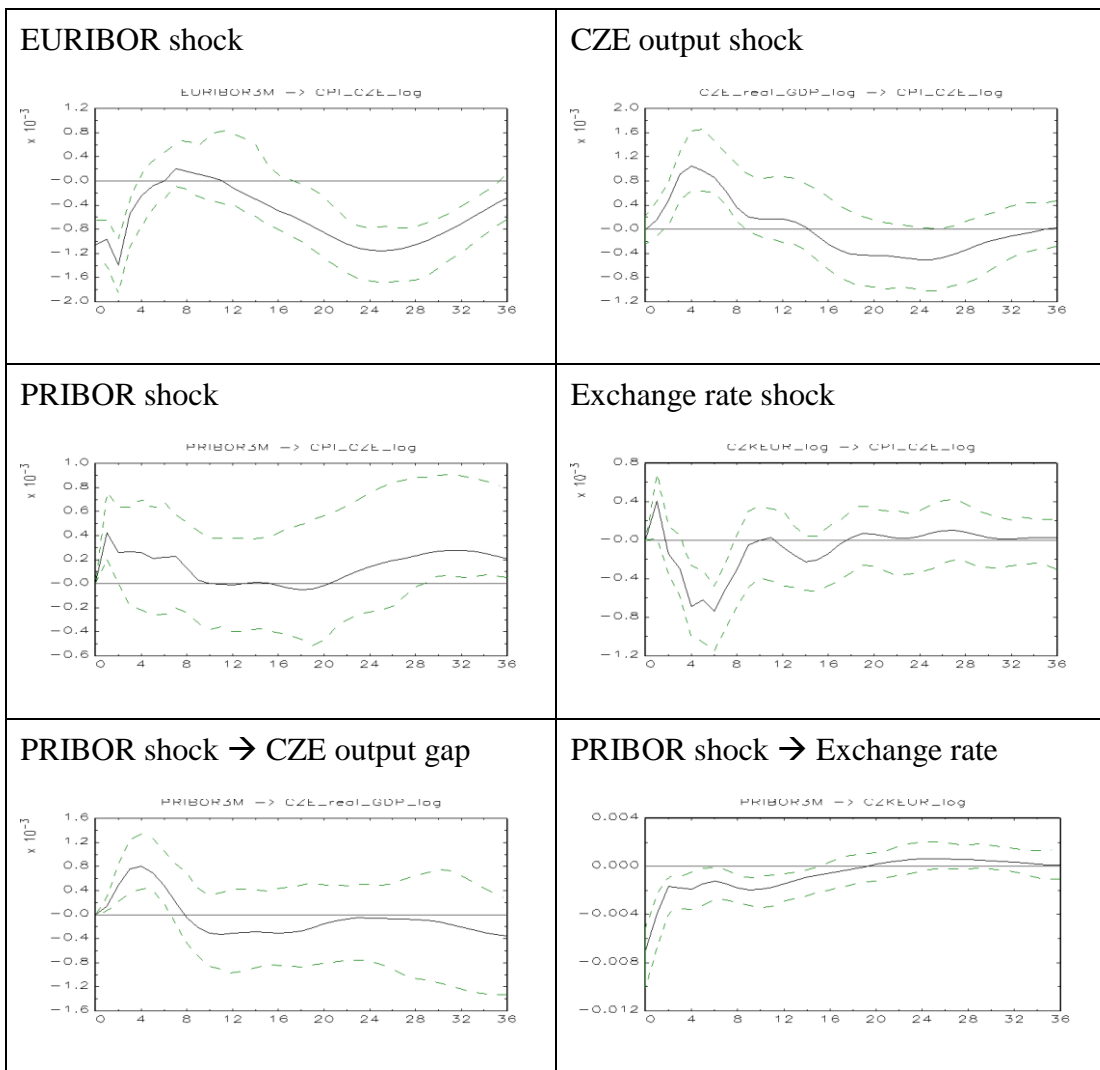 EURIBOR shock
EURIBOR3M -> CPI_CZE_log
x 10-3
1.2
0.8
0.4
-0.0
-0.4
-0.8
-1.2
-1.6
-2.0
0 4 8 12 16 20 24 28 32 36
CZE output shock
CZE_real_GDP_log -> CPI_CZE_log
x 10-3
2.0
1.6
1.2
0.8
0.4
-0.0
-0.4
-0.8
-1.2
0 4 8 12 16 20 24 28 32 36
PRIBOR shock
PRIBOR3M -> CPI_CZE_log
x 10-3
1.0
0.8
0.6
0.4
0.2
-0.0
-0.2
-0.4
-0.6
0 4 8 12 16 20 24 28 32 36
Exchange rate shock
CZKEUR_log -> CPI_CZE_log
x 10-3
0.8
0.4
-0.0
-0.4
-0.8
-1.2
0 4 8 12 16 20 24 28 32 36
PRIBOR shock → CZE output gap
PRIBOR3M -> CZE_real_GDP_log
x 10-3
1.6
1.2
0.8
0.4
-0.0
-0.4
-0.8
-1.2
-1.6
0 4 8 12 16 20 24 28 32 36
PRIBOR shock → Exchange rate
PRIBOR3M -> CZKEUR_log
0.004
0.000
-0.004
-0.008
-0.012
0 4 8 12 16 20 24 28 32 36